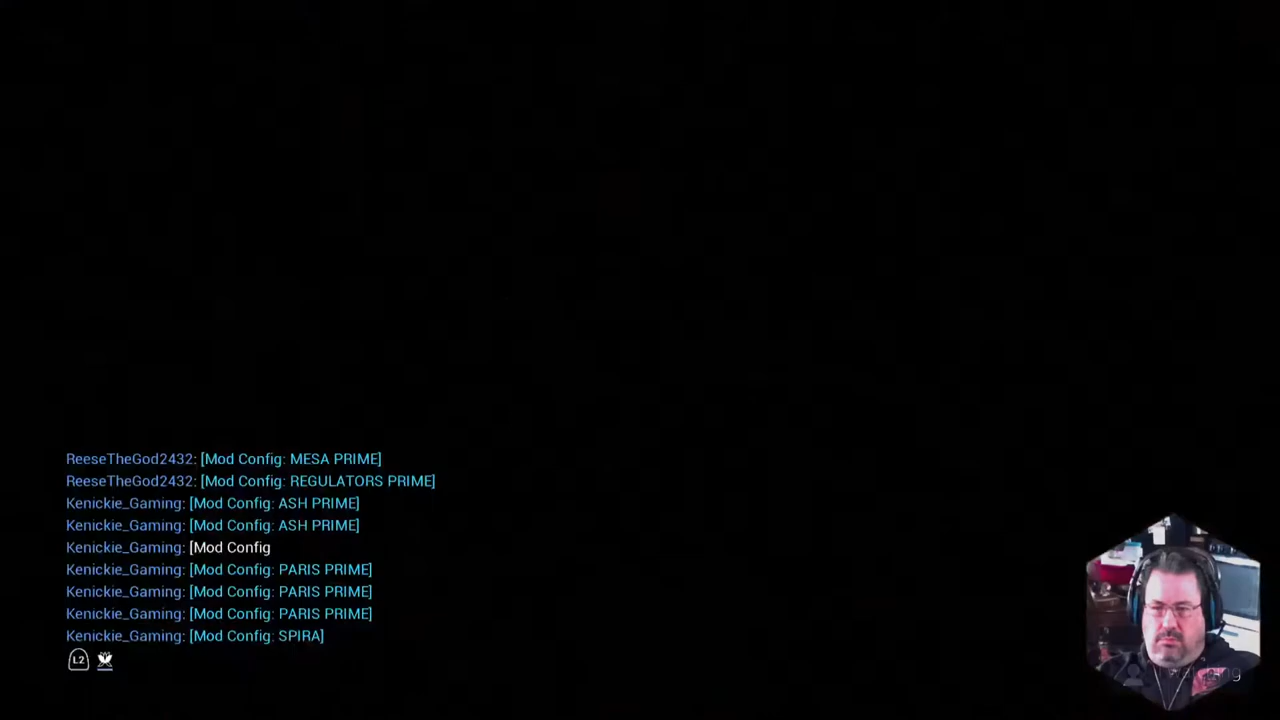 ReeseTheGod2432: [Mod Config: MESA PRIME]
ReeseTheGod2432: [Mod Config: REGULATORS PRIME]
Kenickie_Gaming: [Mod Config: ASH PRIME]
Kenickie_Gaming: [Mod Config: ASH PRIME]
Kenickie_Gaming: [Mod Config
Kenickie_Gaming: [Mod Config: PARIS PRIME]
Kenickie_Gaming: [Mod Config: PARIS PRIME]
Kenickie_Gaming: [Mod Config: PARIS PRIME]
Kenickie_Gaming: [Mod Config: SPIRA]
L2